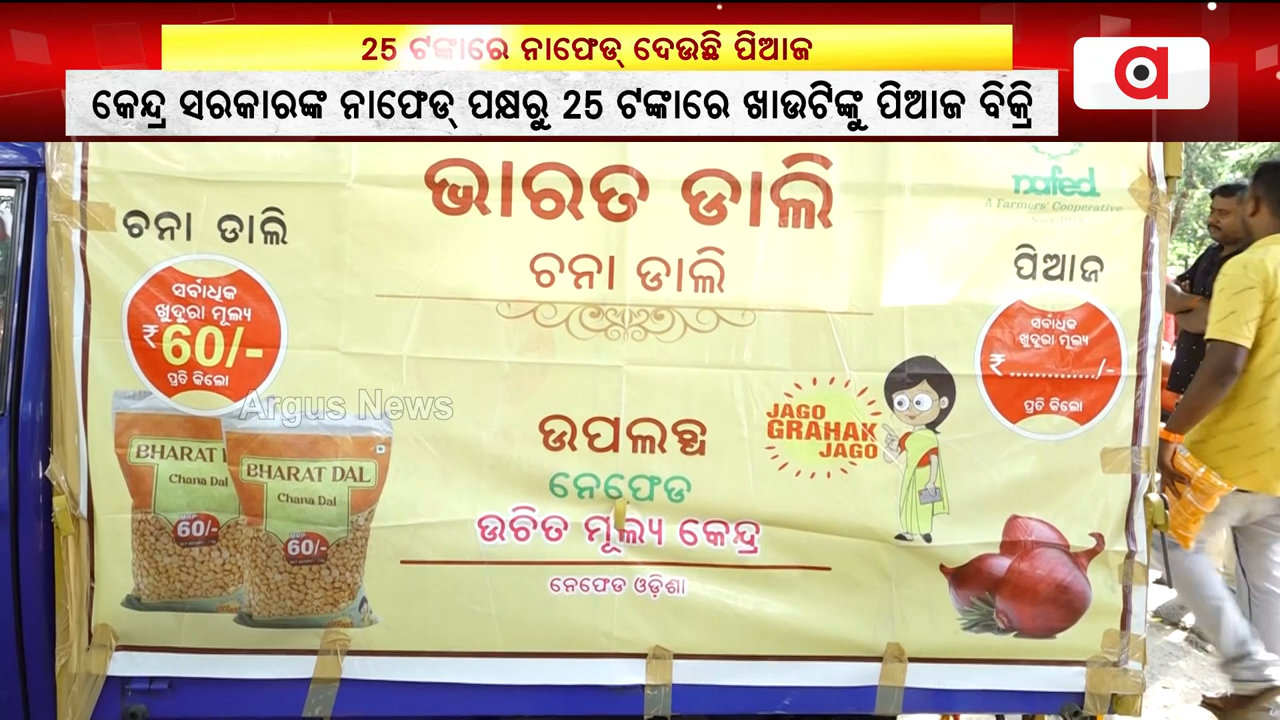 25 ଟଙ୍କାରେ ନାଫେଡ୍ ଦେଉଛି ପିଆଜ
କେନ୍ଦ୍ର ସରକାରଙ୍କ ନାଫେଡ୍ ପକ୍ଷରୁ 25 ଟଙ୍କାରେ ଖାଉଟିଙ୍କୁ ପିଆଜ ବିକ୍ରି
a
ଭାରତ ଡାଲି
ଚନା ଡାଲି
nafed
A Farmers' Cooperative
ଚନା ଡାଲି
ସର୍ବାଧିକ
ଖୁଦୁରା ମୂଲ୍ୟ
₹ 60/-
ପ୍ରତି କିଲୋ
ପିଆଜ
ସର୍ବାଧିକ
ଖୁଦୁରା ମୂଲ୍ୟ
₹ ............./-
ପ୍ରତି କିଲୋ
Argus News
BHARAT
Chana Dal
60/-
BHARAT DAL
Chana Dal
60/-
ଉପଲବ୍ଧ
ନେଫେଡ
ଉଚିତ ମୂଲ୍ୟ କେନ୍ଦ୍ର
ନେଫେଡ ଓଡ଼ିଶା
JAGO
GRAHAK
JAGO